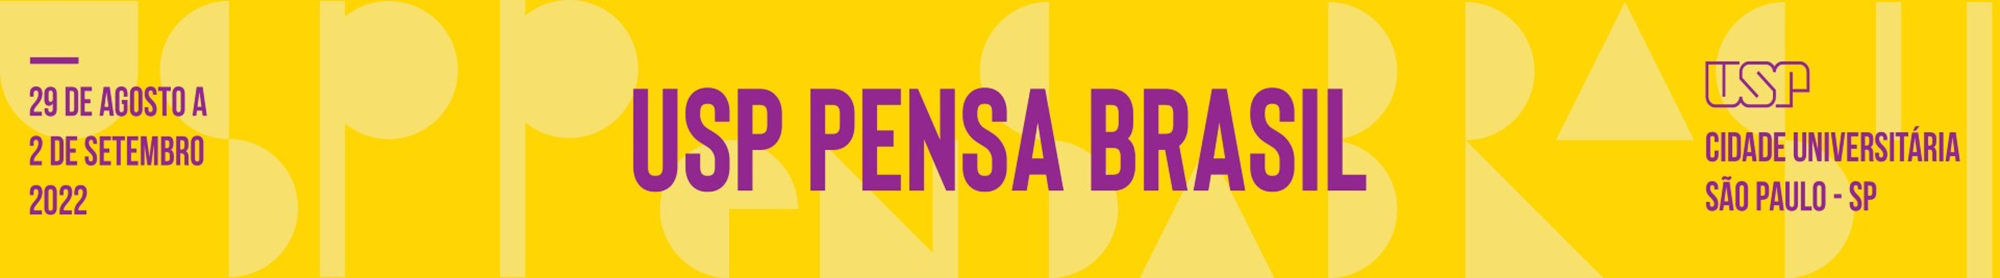 29 DE AGOSTO A
2 DE SETEMBRO
2022
USP PENSA BRASIL
USP
CIDADE UNIVERSITÁRIA
SÃO PAULO - SP